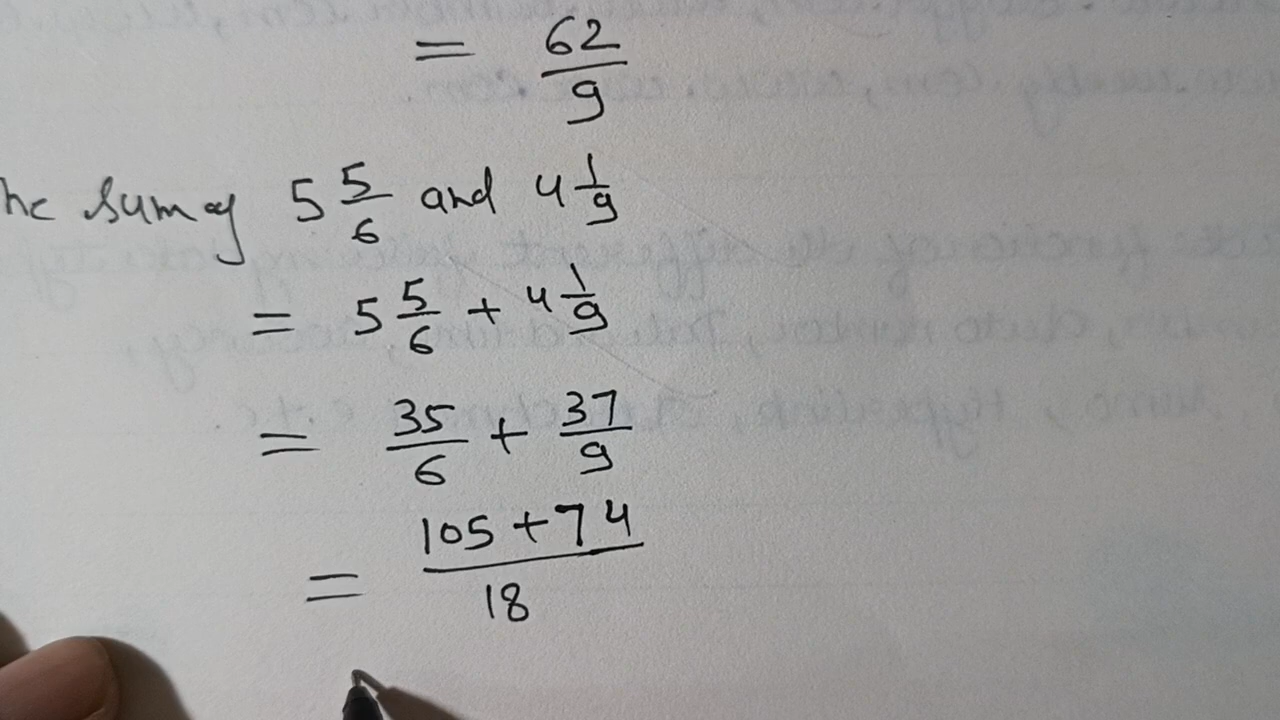 = 62/9
he sum of 5 5/6 and 4 1/9
= 5 5/6 + 4 1/9
= 35/6 + 37/9
= 105 + 74/18